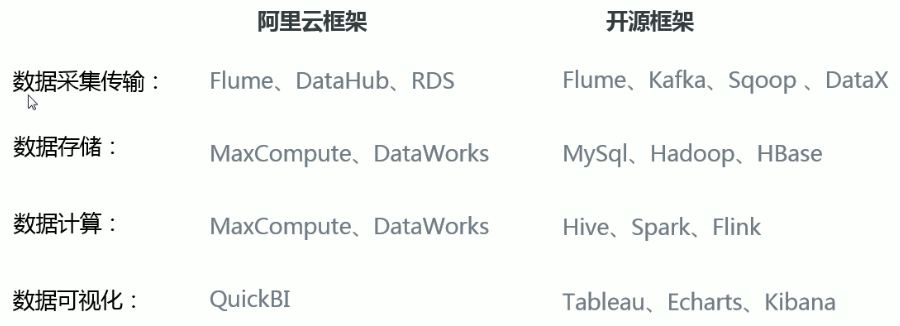 阿里云框架 开源框架
数据采集传输： Flume、DataHub、RDS Flume、Kafka、Sqoop 、DataX
数据存储： MaxCompute、DataWorks MySql、Hadoop、HBase
数据计算： MaxCompute、DataWorks Hive、Spark、Flink
数据可视化： QuickBI Tableau、Echarts、Kibana